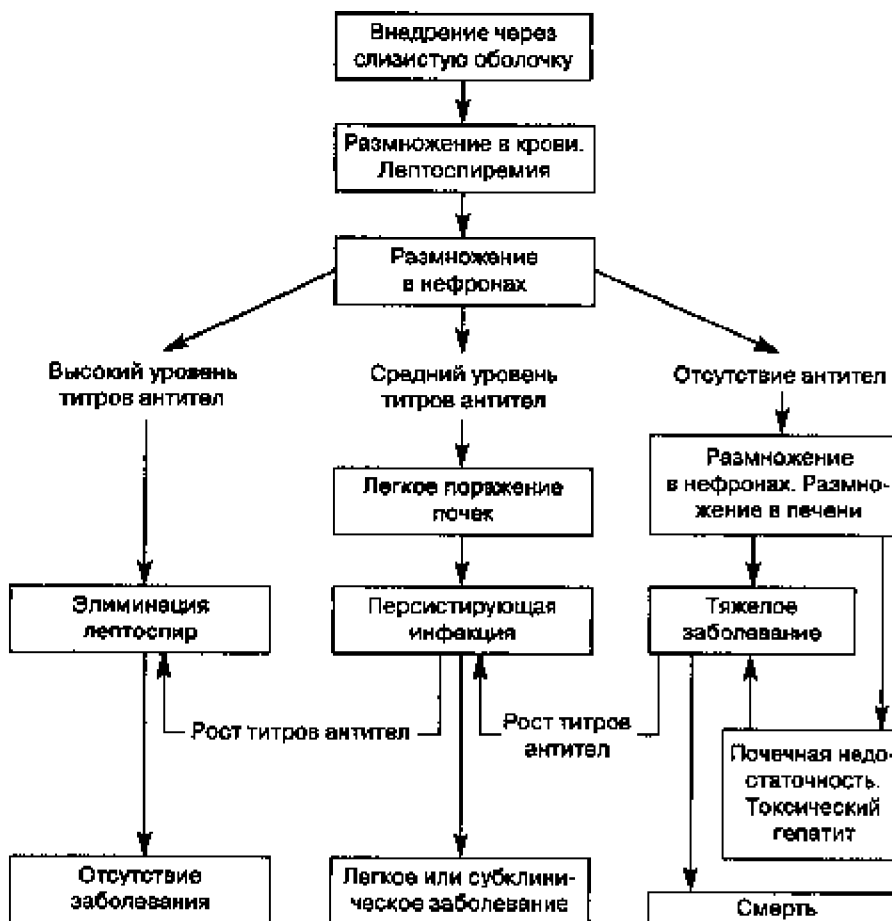 Внедрение через
слизистую оболочку
Размножение в крови.
Лептоспиремия
Размножение
в нефронах
Высокий уровень
титров антител
Средний уровень
титров антител
Отсутствие антител
Размножение
в нефронах. Размно-
жение в печени
Легкое поражение
почек
Элиминация
лептоспир
Персистирующая
инфекция
Тяжелое
заболевание
Рост титров антител
Рост титров
антител
Почечная недо-
статочность.
Токсический
гепатит
Отсутствие
заболевания
Легкое или субклини-
ческое заболевание
Смерть